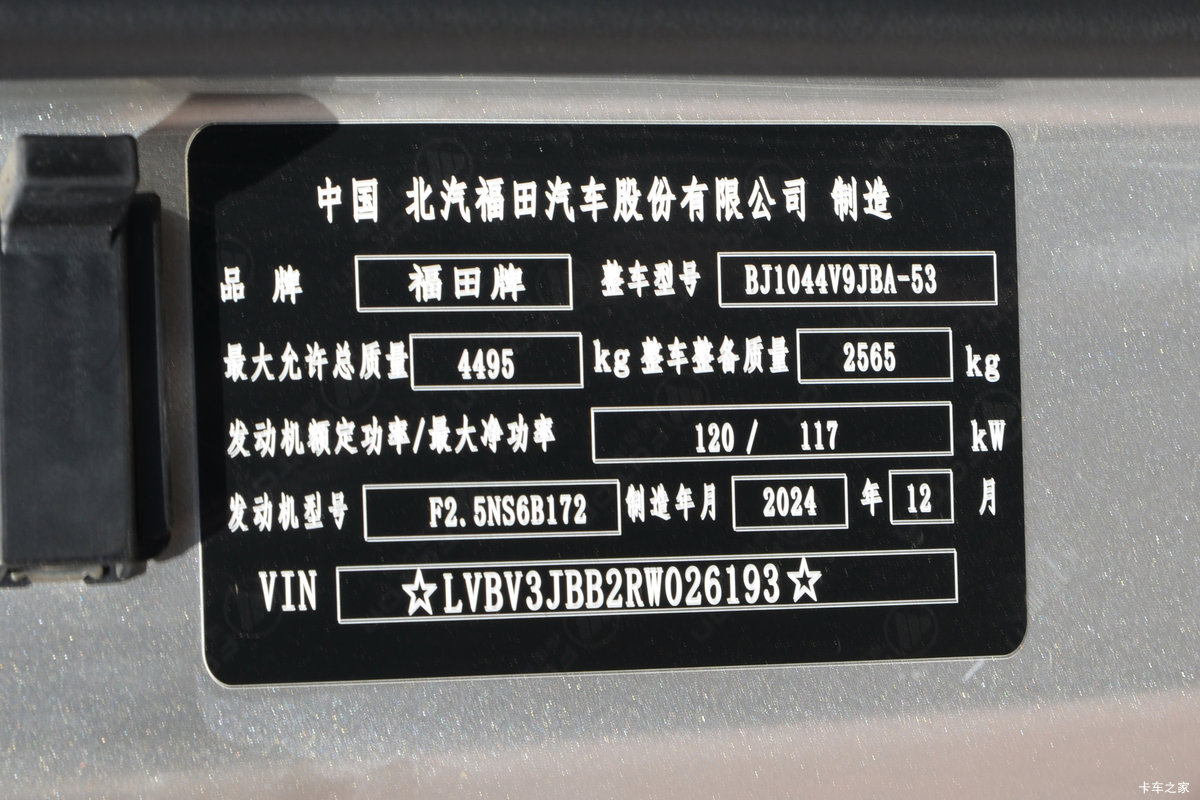 中国 北汽福田汽车股份有限公司 制造
品 牌 福田牌 整车型号 BJ1044V9JBA-53
最大允许总质量 4495 kg 整车整备质量 2565 kg
发动机额定功率/最大净功率 120 / 117 kW
发动机型号 F2.5NS6B172 制造年月 2024 年 12 月
VIN ☆LVBV3JBB2RW026193☆
卡车之家